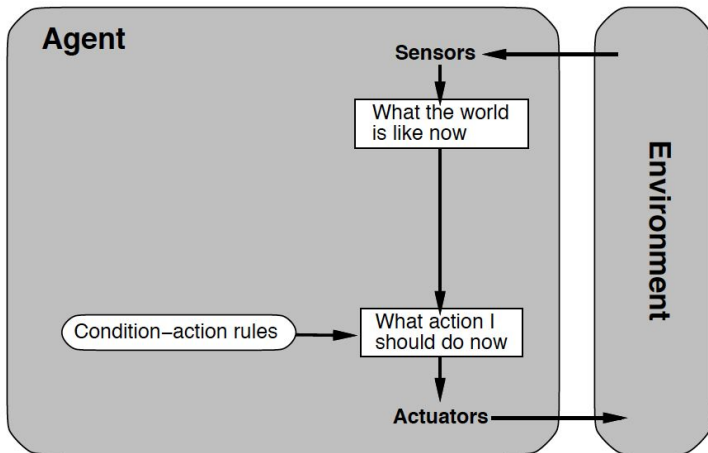 Agent
Sensors
What the world
is like now
Environment
Condition–action rules
What action I
should do now
Actuators